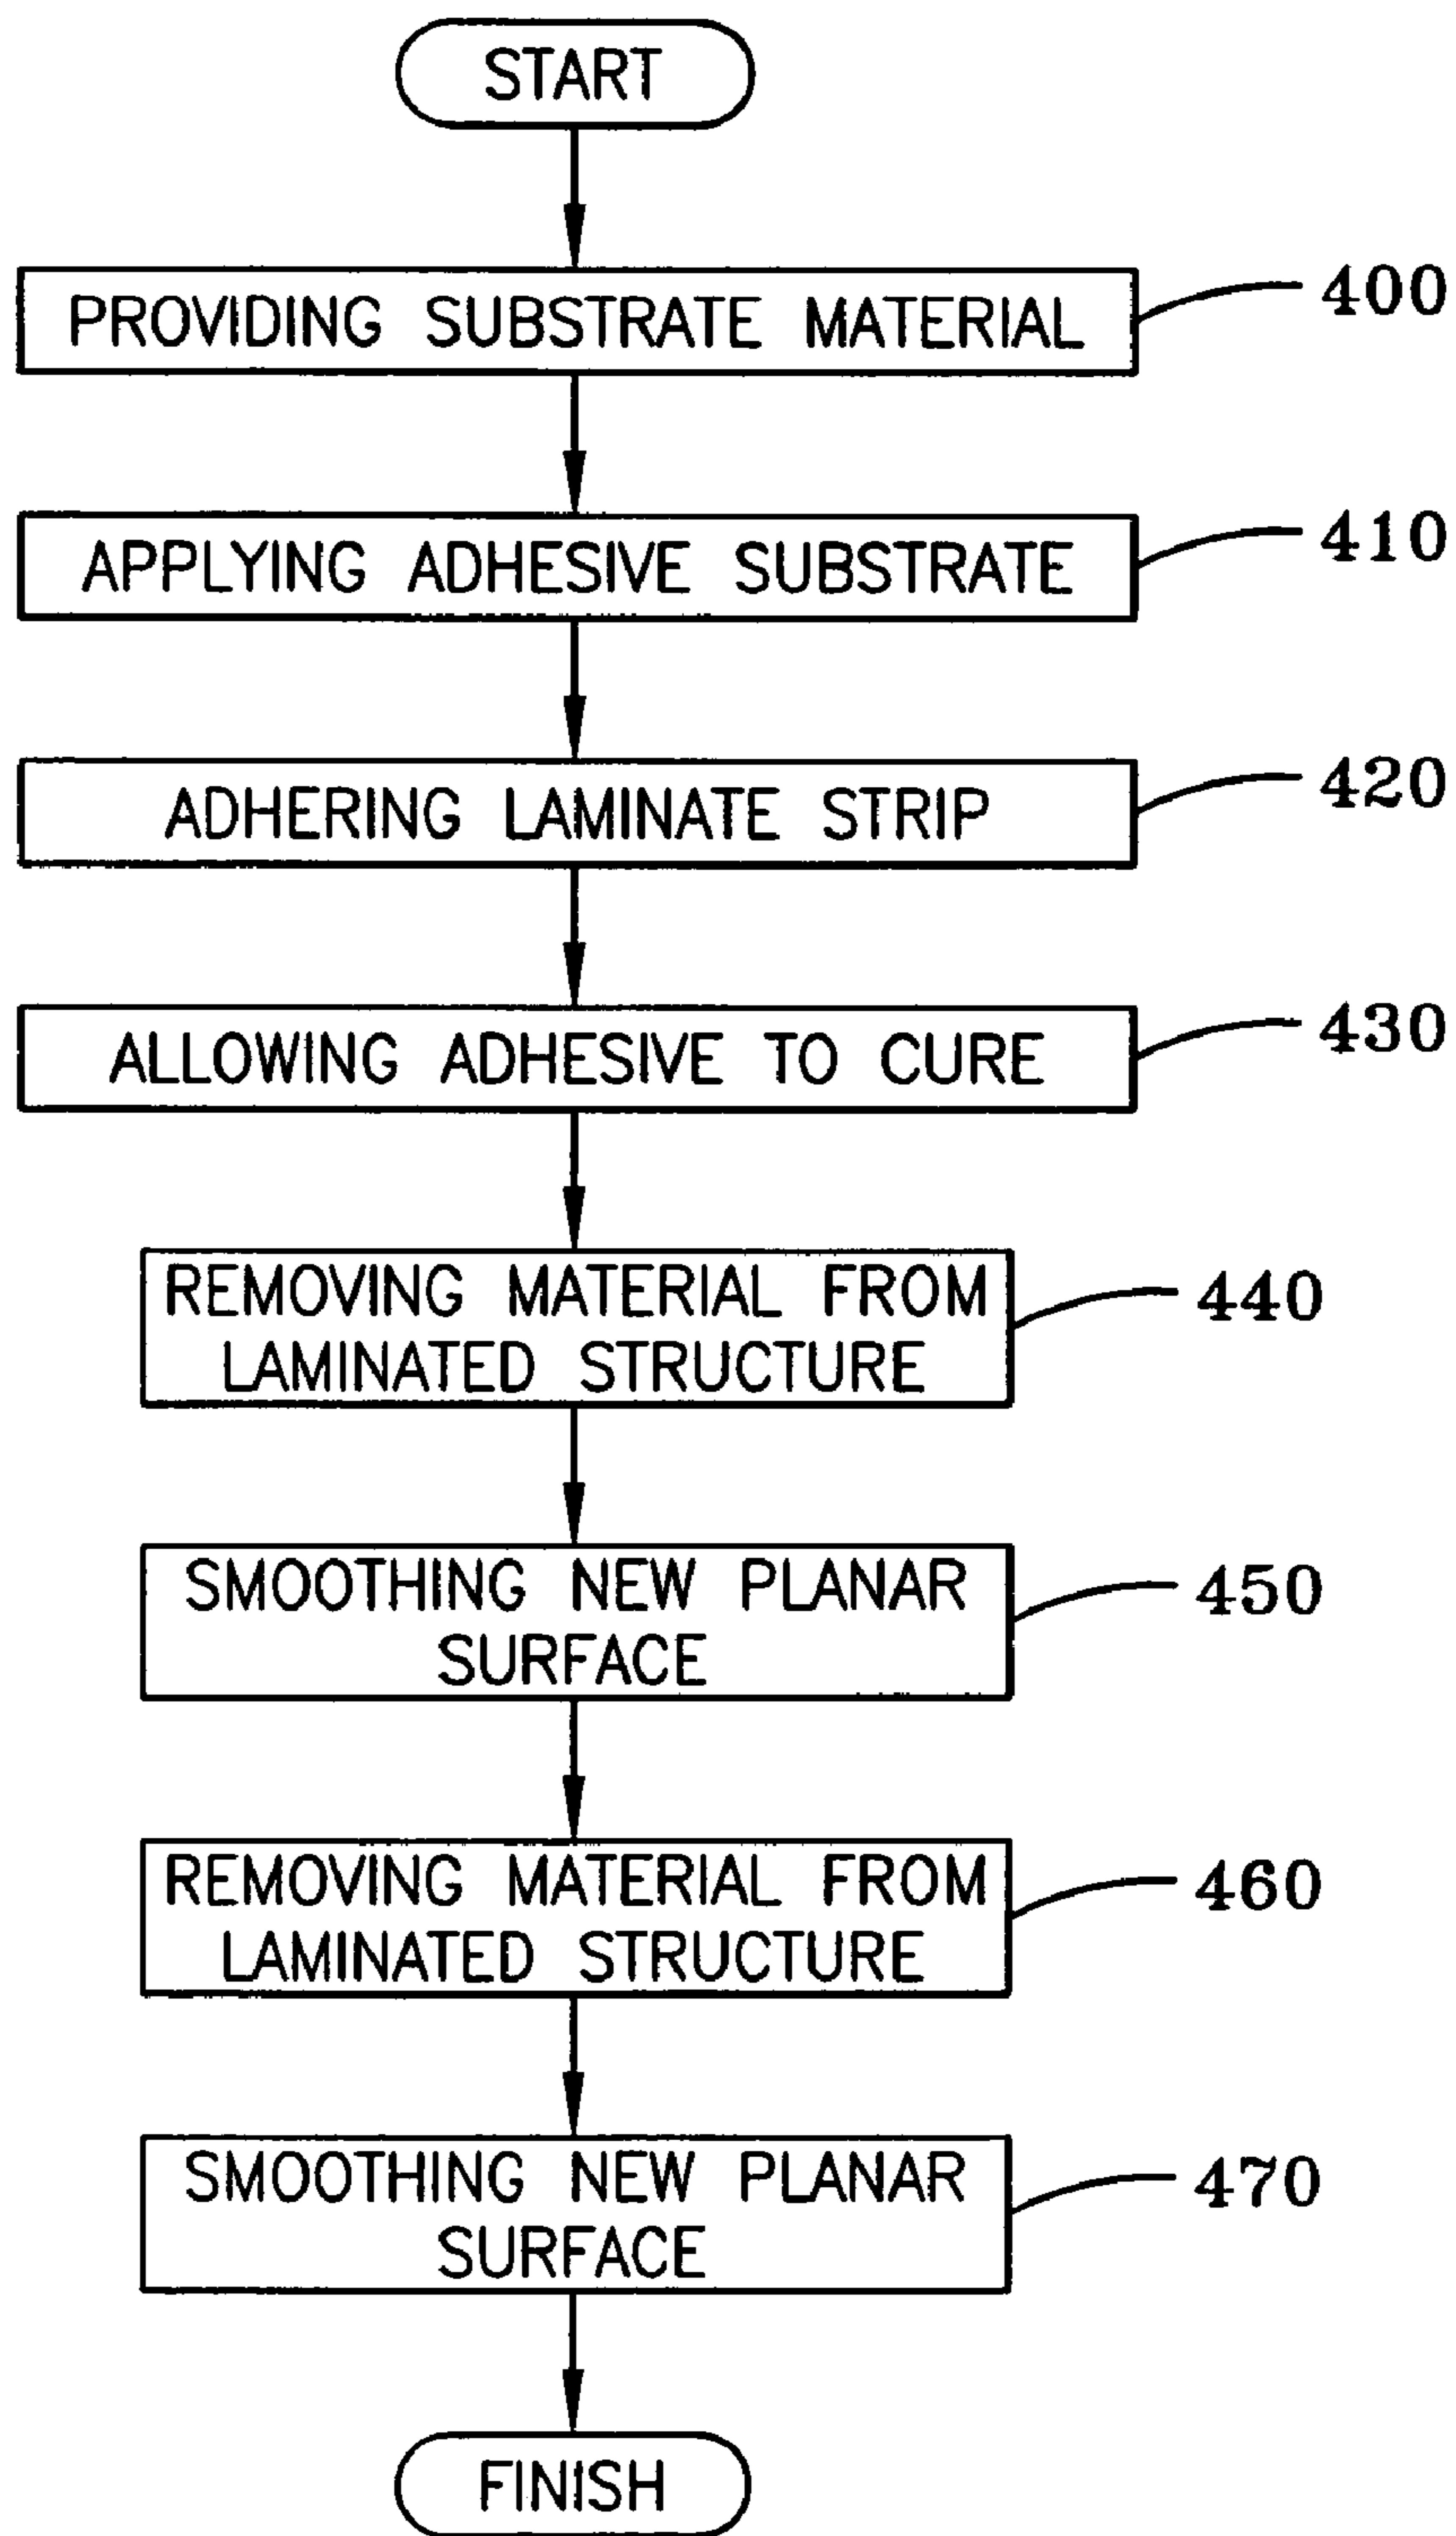 START
PROVIDING SUBSTRATE MATERIAL
400
APPLYING ADHESIVE SUBSTRATE
410
ADHERING LAMINATE STRIP
420
ALLOWING ADHESIVE TO CURE
430
REMOVING MATERIAL FROM
LAMINATED STRUCTURE
440
SMOOTHING NEW PLANAR
SURFACE
450
REMOVING MATERIAL FROM
LAMINATED STRUCTURE
460
SMOOTHING NEW PLANAR
SURFACE
470
FINISH